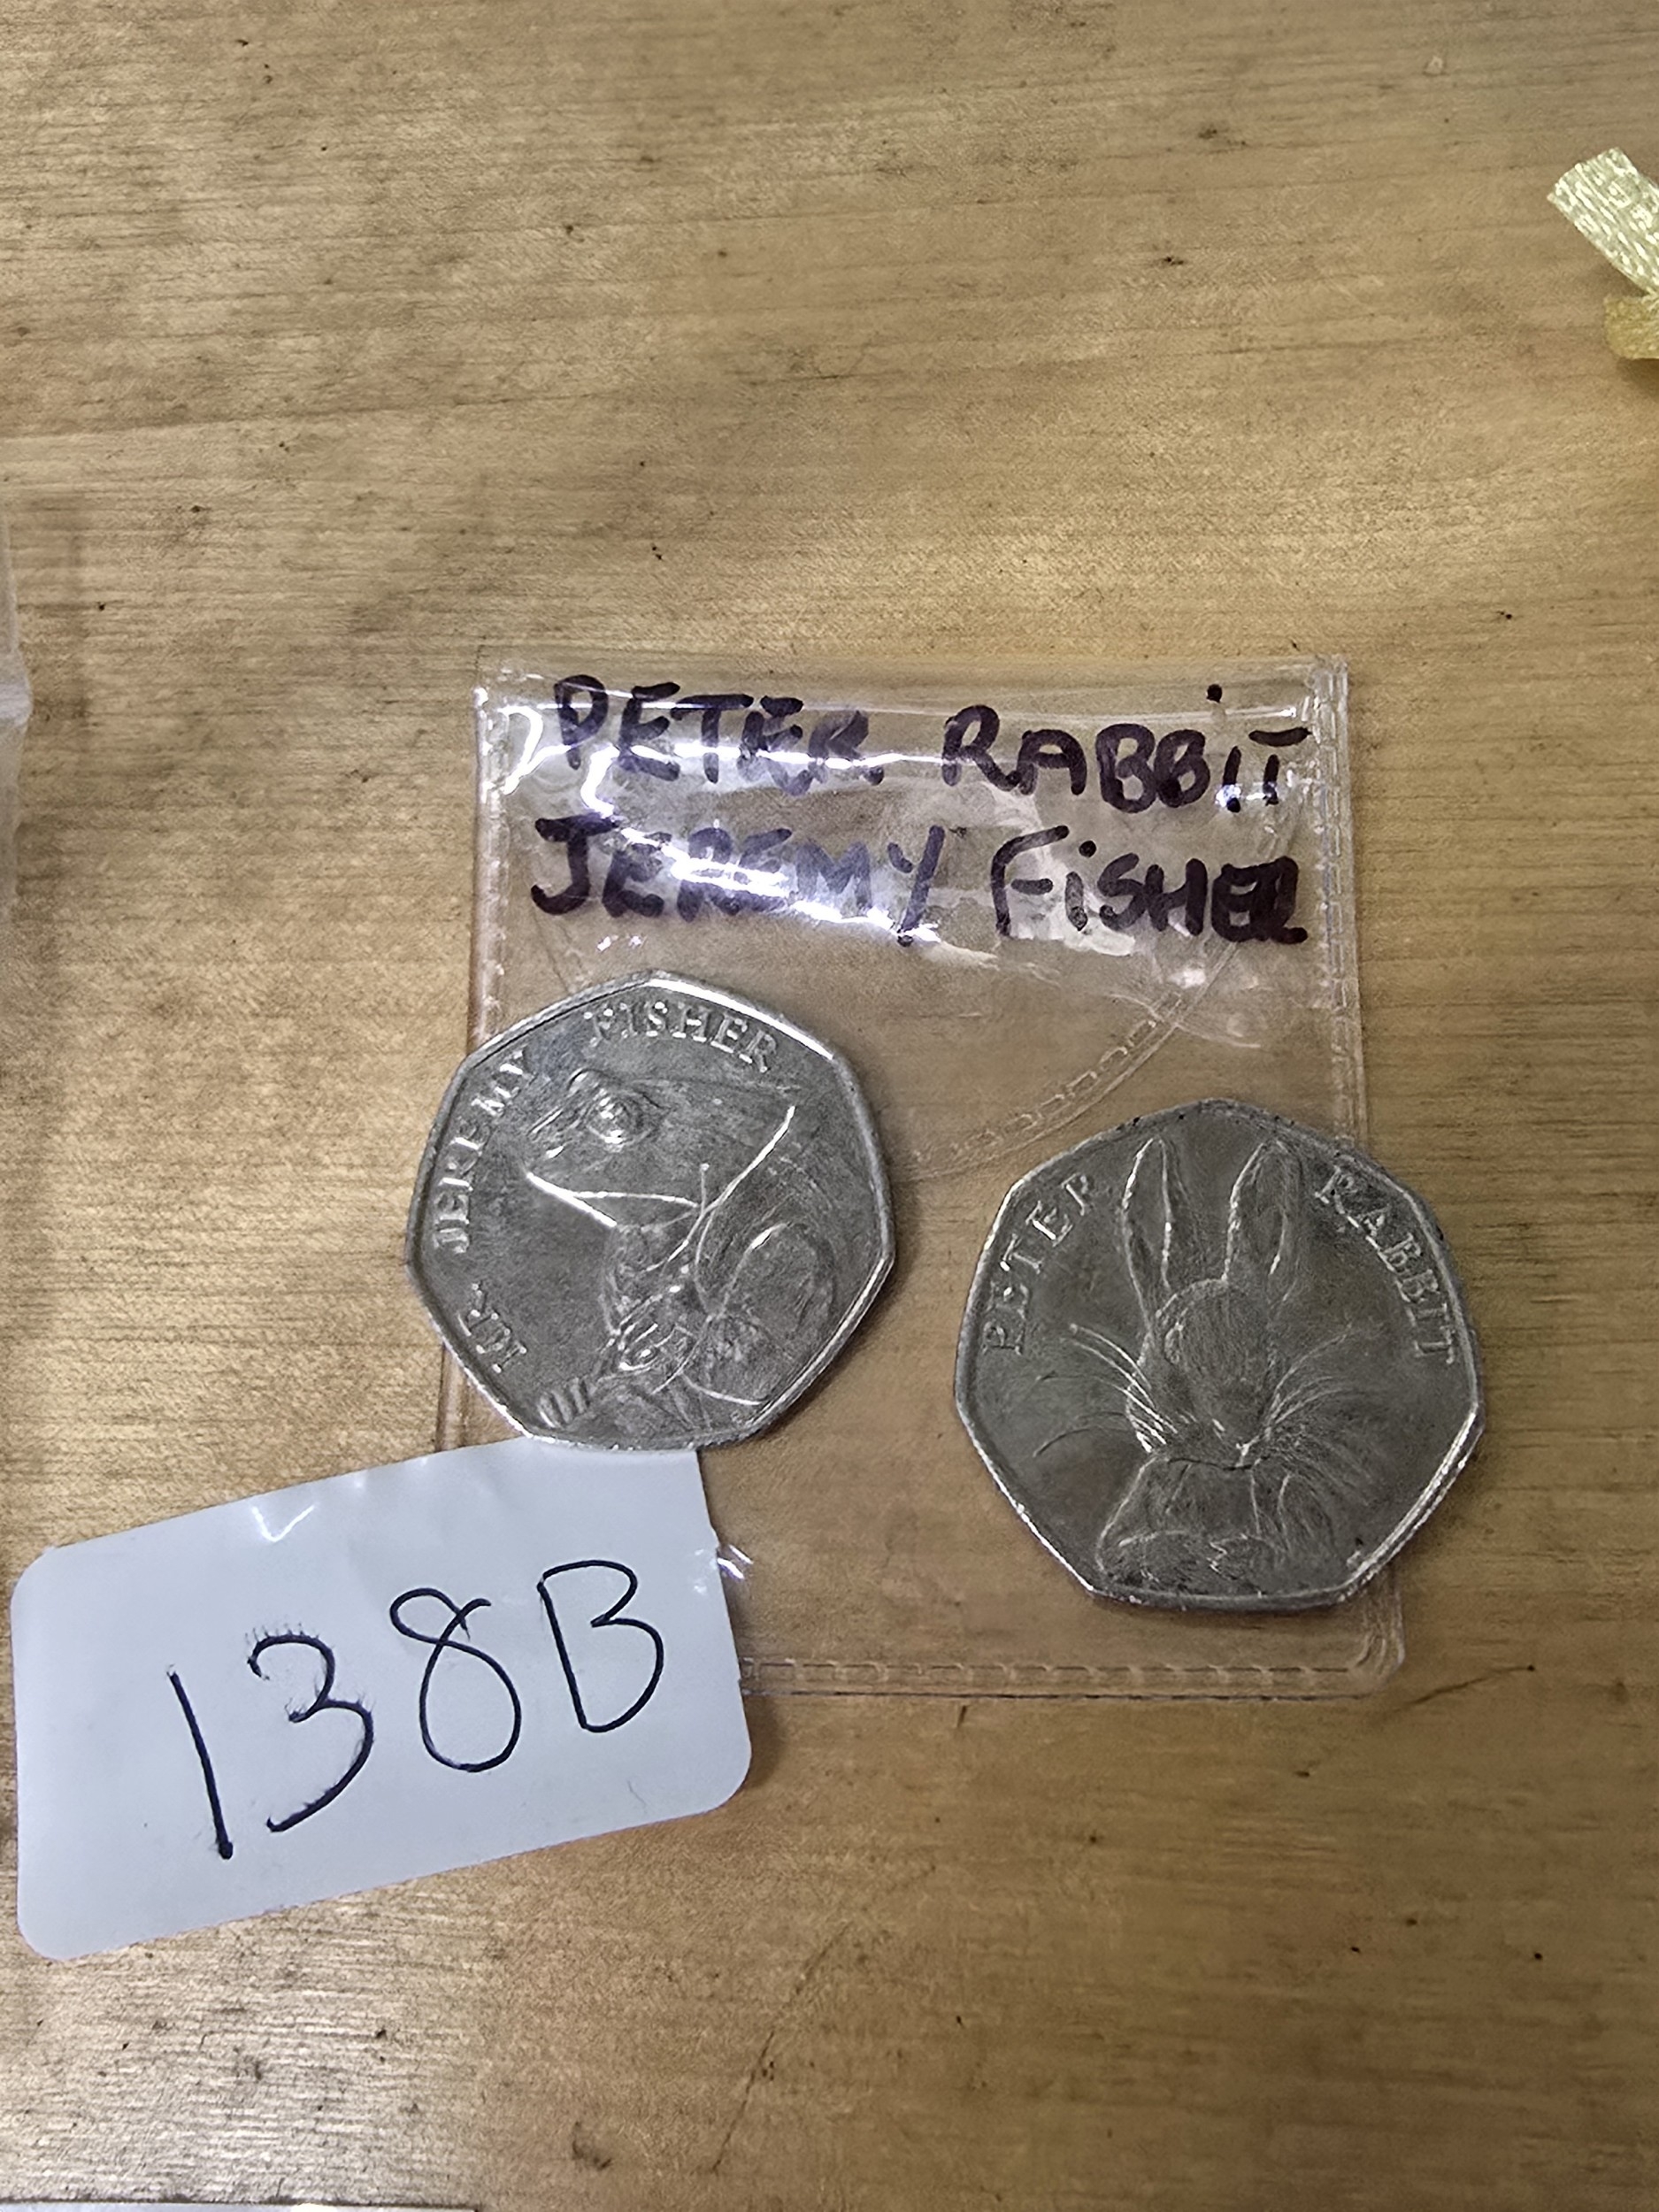 PETER RABBiT
JEREMY FiSHER
MR. JEREMY FISHER
PETER RABBIT
138B